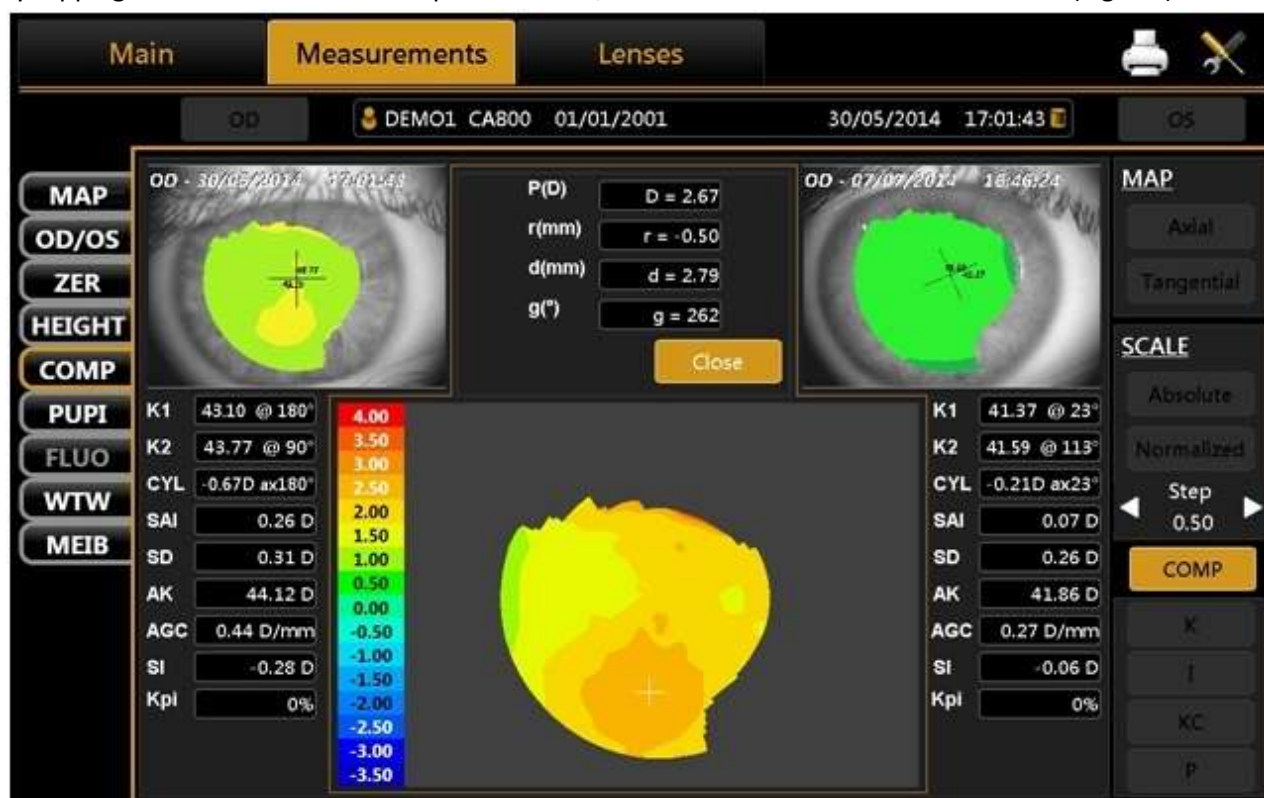 Main Measurements Lenses
OD DEMO1 CA800 01/01/2001 30/05/2014 17:01:43 OS
MAP
OD/OS
ZER
HEIGHT
COMP
PUPI
FLUO
WTW
MEIB
OD - 30/05/2014 17:01:43
P(D) D = 2.67
r(mm) r = -0.50
d(mm) d = 2.79
g(°) g = 262
Close
OD - 07/07/2014 16:46:24
K1 43.10 @ 180°
K2 43.77 @ 90°
CYL -0.67D ax180°
SAI 0.26 D
SD 0.31 D
AK 44.12 D
AGC 0.44 D/mm
SI -0.28 D
Kpi 0%
4.00
3.50
3.00
2.50
2.00
1.50
1.00
0.50
0.00
-0.50
-1.00
-1.50
-2.00
-2.50
-3.00
-3.50
K1 41.37 @ 23°
K2 41.59 @ 113°
CYL -0.21D ax23°
SAI 0.07 D
SD 0.26 D
AK 41.86 D
AGC 0.27 D/mm
SI -0.06 D
Kpi 0%
MAP
Axial
Tangential
SCALE
Absolute
Normalized
Step
0.50
COMP
K
I
KC
P